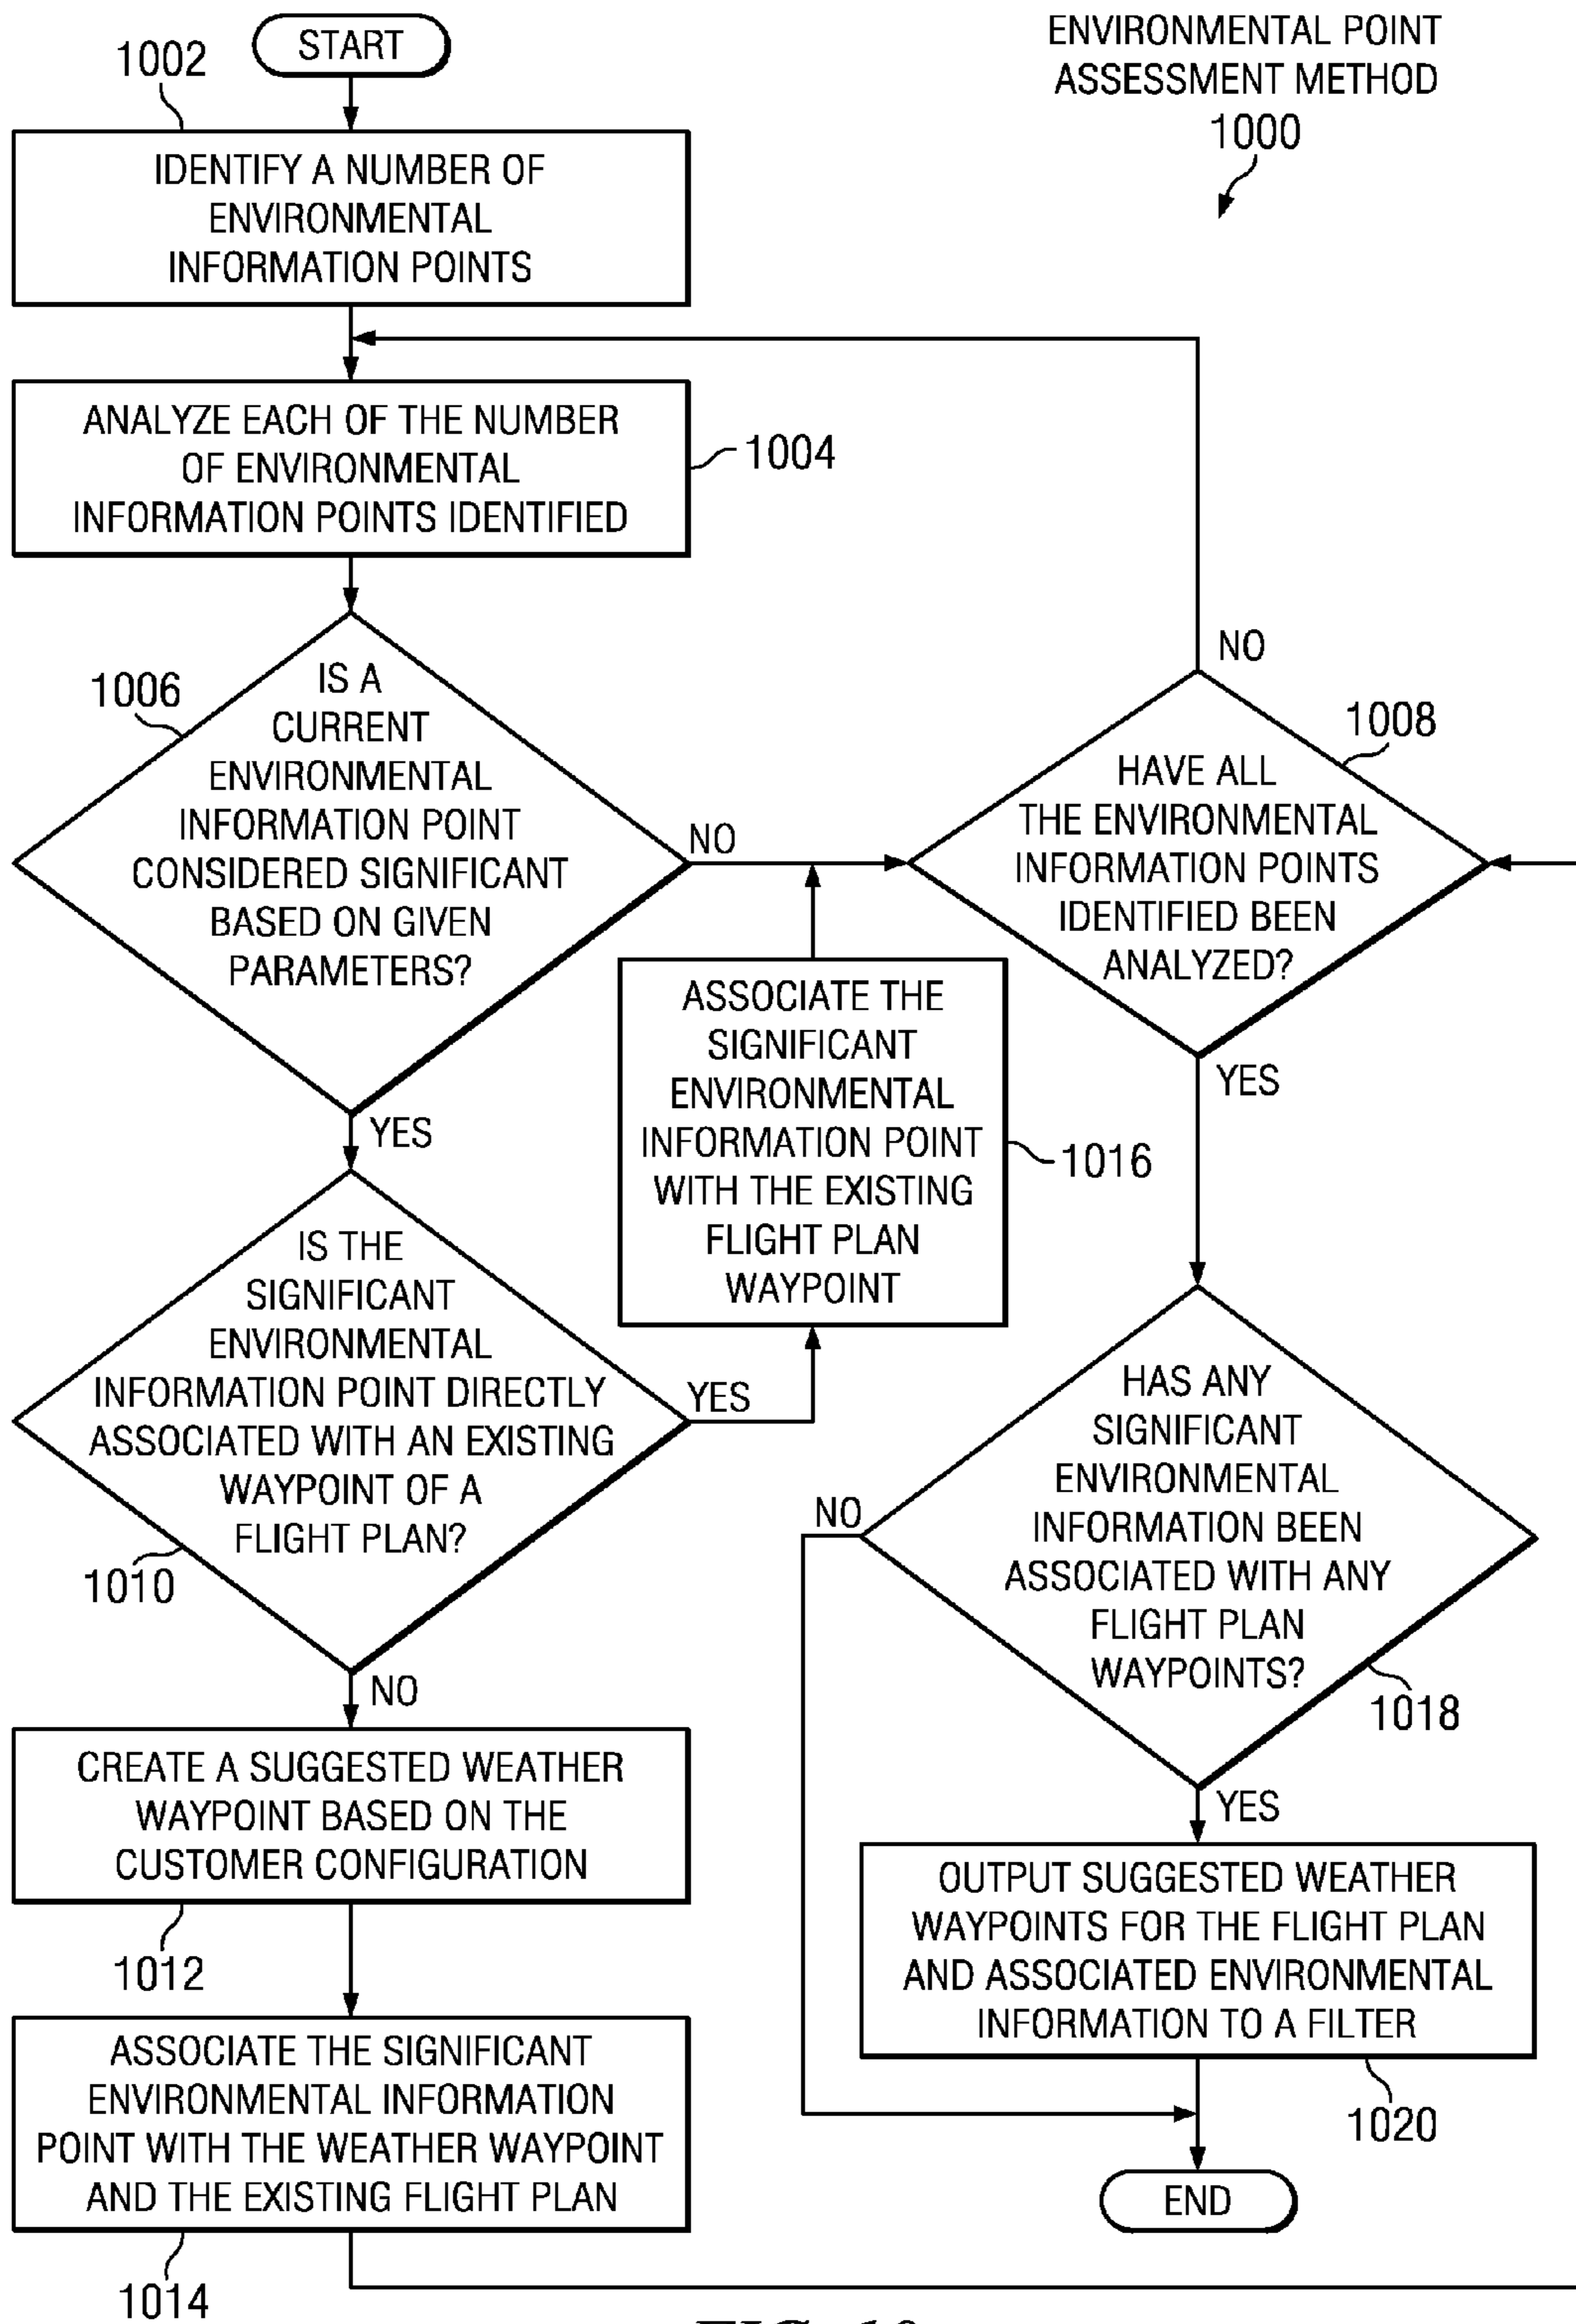 ENVIRONMENTAL POINT
ASSESSMENT METHOD
1000
START
1002
IDENTIFY A NUMBER OF
ENVIRONMENTAL
INFORMATION POINTS
ANALYZE EACH OF THE NUMBER
OF ENVIRONMENTAL
INFORMATION POINTS IDENTIFIED
1004
1006
IS A
CURRENT
ENVIRONMENTAL
INFORMATION POINT
CONSIDERED SIGNIFICANT
BASED ON GIVEN
PARAMETERS?
NO
YES
NO
1008
HAVE ALL
THE ENVIRONMENTAL
INFORMATION POINTS
IDENTIFIED BEEN
ANALYZED?
YES
ASSOCIATE THE
SIGNIFICANT
ENVIRONMENTAL
INFORMATION POINT
WITH THE EXISTING
FLIGHT PLAN
WAYPOINT
1016
IS THE
SIGNIFICANT
ENVIRONMENTAL
INFORMATION POINT DIRECTLY
ASSOCIATED WITH AN EXISTING
WAYPOINT OF A
FLIGHT PLAN?
YES
1010
NO
HAS ANY
SIGNIFICANT
ENVIRONMENTAL
INFORMATION BEEN
ASSOCIATED WITH ANY
FLIGHT PLAN
WAYPOINTS?
NO
1018
YES
CREATE A SUGGESTED WEATHER
WAYPOINT BASED ON THE
CUSTOMER CONFIGURATION
1012
ASSOCIATE THE SIGNIFICANT
ENVIRONMENTAL INFORMATION
POINT WITH THE WEATHER WAYPOINT
AND THE EXISTING FLIGHT PLAN
1014
OUTPUT SUGGESTED WEATHER
WAYPOINTS FOR THE FLIGHT PLAN
AND ASSOCIATED ENVIRONMENTAL
INFORMATION TO A FILTER
1020
END